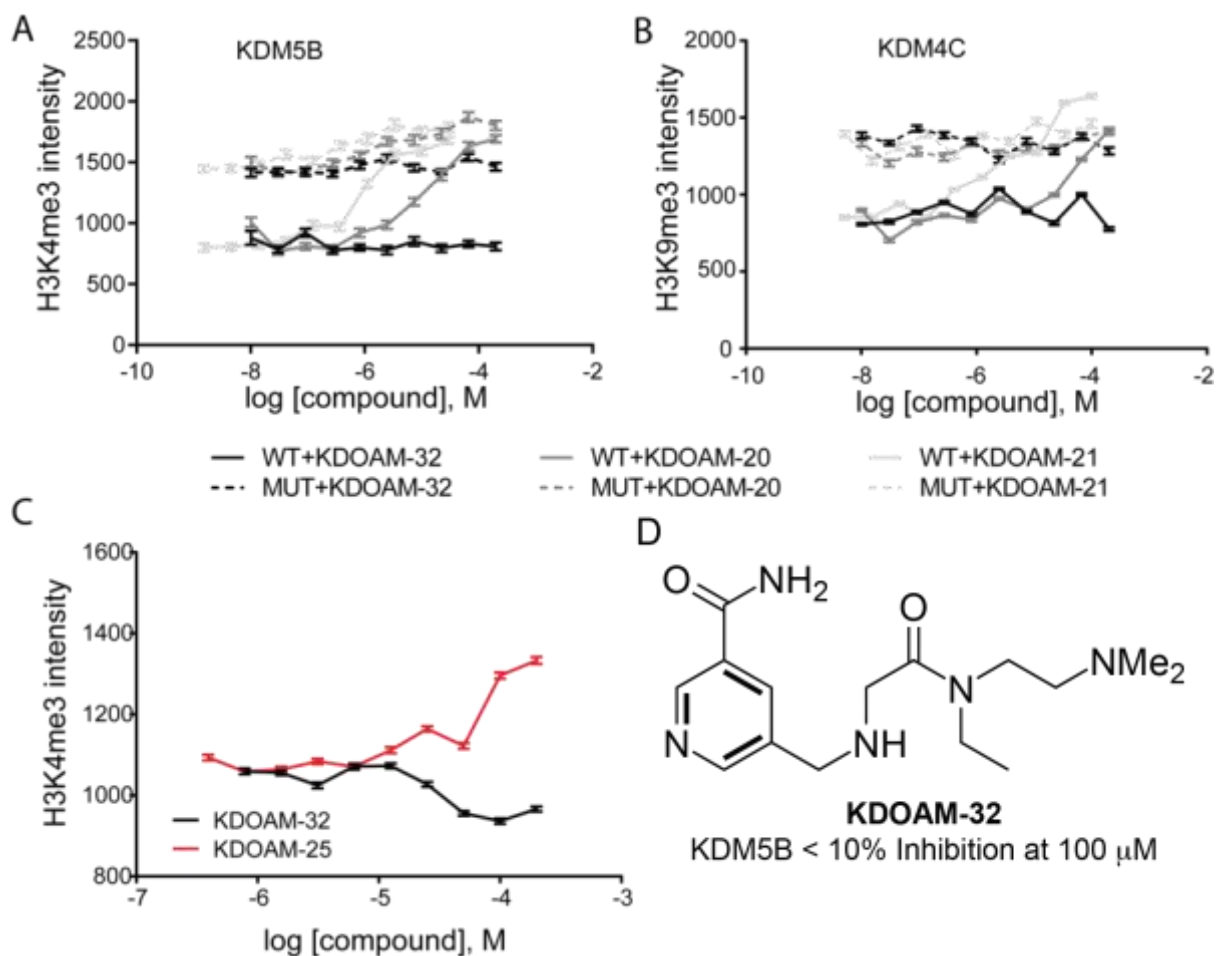 A
KDM5B
H3K4me3 intensity
2500
2000
1500
1000
500
0
-10
-8
-6
-4
-2
log [compound], M
B
KDM4C
H3K9me3 intensity
2000
1500
1000
500
0
-10
-8
-6
-4
-2
log [compound], M
WT+KDOAM-32
WT+KDOAM-20
WT+KDOAM-21
MUT+KDOAM-32
MUT+KDOAM-20
MUT+KDOAM-21
C
H3K4me3 intensity
1600
1400
1200
1000
800
KDOAM-32
KDOAM-25
-7
-6
-5
-4
-3
log [compound], M
D
O
NH2
O
N
NMe2
N
NH
KDOAM-32
KDM5B < 10% Inhibition at 100 μM